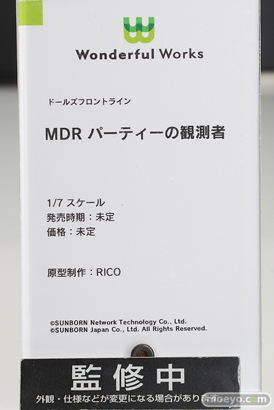 Wonderful Works
ドールズフロントライン
MDR パーティーの観測者
1/7 スケール
発売時期：未定
価格：未定
原型制作：RICO
©SUNBORN Network Technology Co., Ltd.
©SUNBORN Japan Co., Ltd. All Rights Reserved.
監修中
外観・仕様などが変更になる場合があり
moeyo.com